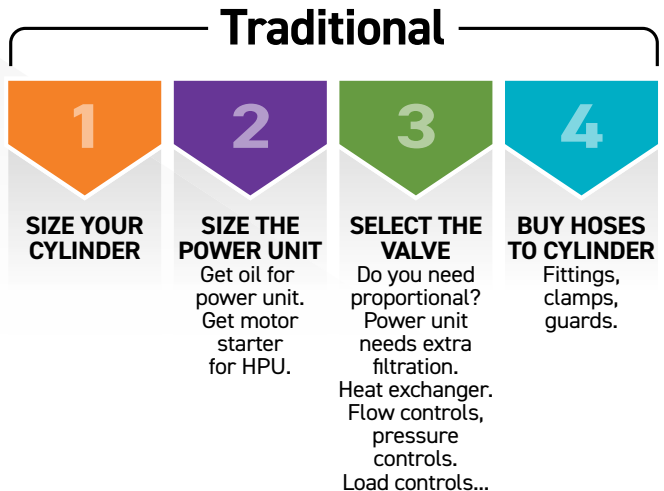 Traditional
1
SIZE YOUR
CYLINDER
2
SIZE THE
POWER UNIT
Get oil for
power unit.
Get motor
starter
for HPU.
3
SELECT THE
VALVE
Do you need
proportional?
Power unit
needs extra
filtration.
Heat exchanger.
Flow controls,
pressure
controls.
Load controls...
4
BUY HOSES
TO CYLINDER
Fittings,
clamps,
guards.